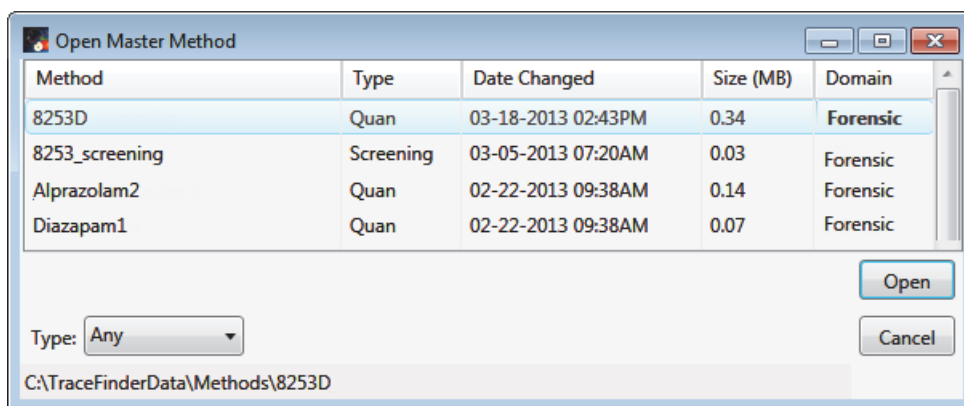 Open Master Method
Method Type Date Changed Size (MB) Domain
8253D Quan 03-18-2013 02:43PM 0.34 Forensic
8253_screening Screening 03-05-2013 07:20AM 0.03 Forensic
Alprazolam2 Quan 02-22-2013 09:38AM 0.14 Forensic
Diazapam1 Quan 02-22-2013 09:38AM 0.07 Forensic
Open
Type: Any Cancel
C:\TraceFinderData\Methods\8253D